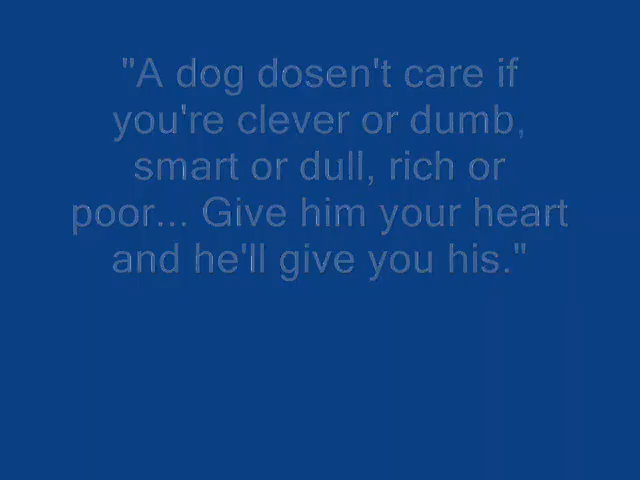 "A dog dosen't care if
you're clever or dumb,
smart or dull, rich or
poor... Give him your heart
and he'll give you his."